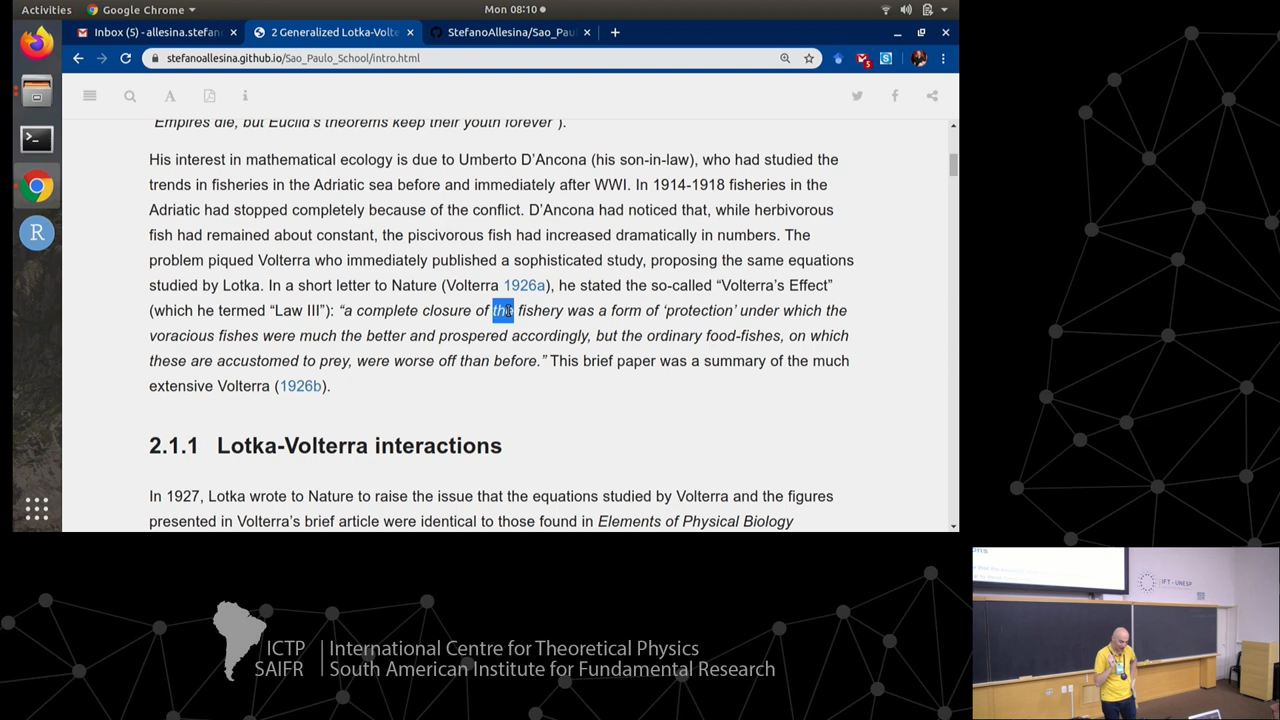 Activities
Google Chrome
Mon 08:10
Inbox (5) - allesina.stefan
2 Generalized Lotka-Volte
StefanoAllesina/Sao_Pau
stefanoallesina.github.io/Sao_Paulo_School/intro.html
5
Empires die, but Euclid's theorems keep their youth forever ).
His interest in mathematical ecology is due to Umberto D'Ancona (his son-in-law), who had studied the
trends in fisheries in the Adriatic sea before and immediately after WWI. In 1914-1918 fisheries in the
Adriatic had stopped completely because of the conflict. D'Ancona had noticed that, while herbivorous
fish had remained about constant, the piscivorous fish had increased dramatically in numbers. The
problem piqued Volterra who immediately published a sophisticated study, proposing the same equations
studied by Lotka. In a short letter to Nature (Volterra 1926a), he stated the so-called “Volterra's Effect”
(which he termed “Law III”): “a complete closure of the fishery was a form of ‘protection’ under which the
voracious fishes were much the better and prospered accordingly, but the ordinary food-fishes, on which
these are accustomed to prey, were worse off than before.” This brief paper was a summary of the much
extensive Volterra (1926b).
2.1.1 Lotka-Volterra interactions
In 1927, Lotka wrote to Nature to raise the issue that the equations studied by Volterra and the figures
presented in Volterra's brief article were identical to those found in Elements of Physical Biology
IFT - UNESP
ICTP
SAIFR
International Centre for Theoretical Physics
South American Institute for Fundamental Research